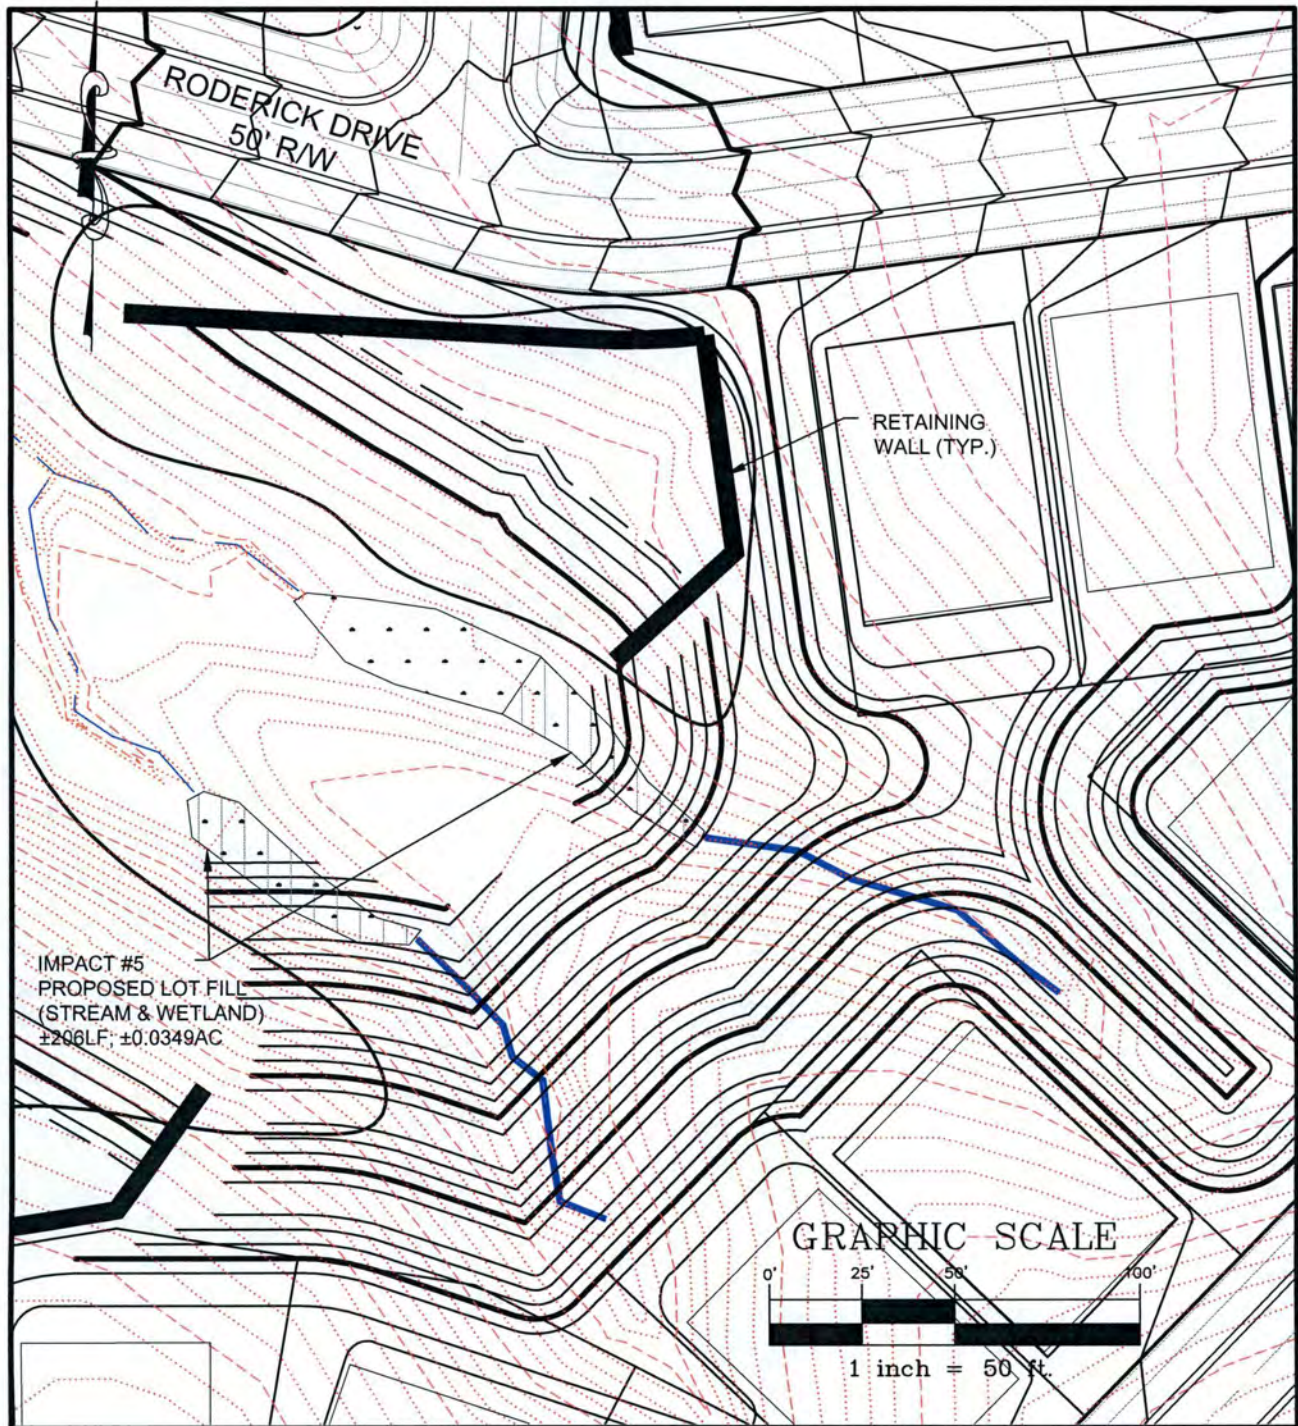 RODERICK DRIVE
50' R/W
RETAINING
WALL (TYP.)
IMPACT #5
PROPOSED LOT FILL
(STREAM & WETLAND)
±206LF; ±0.0349AC
GRAPHIC SCALE
0' 25' 50' 100'
1 inch = 50 ft.